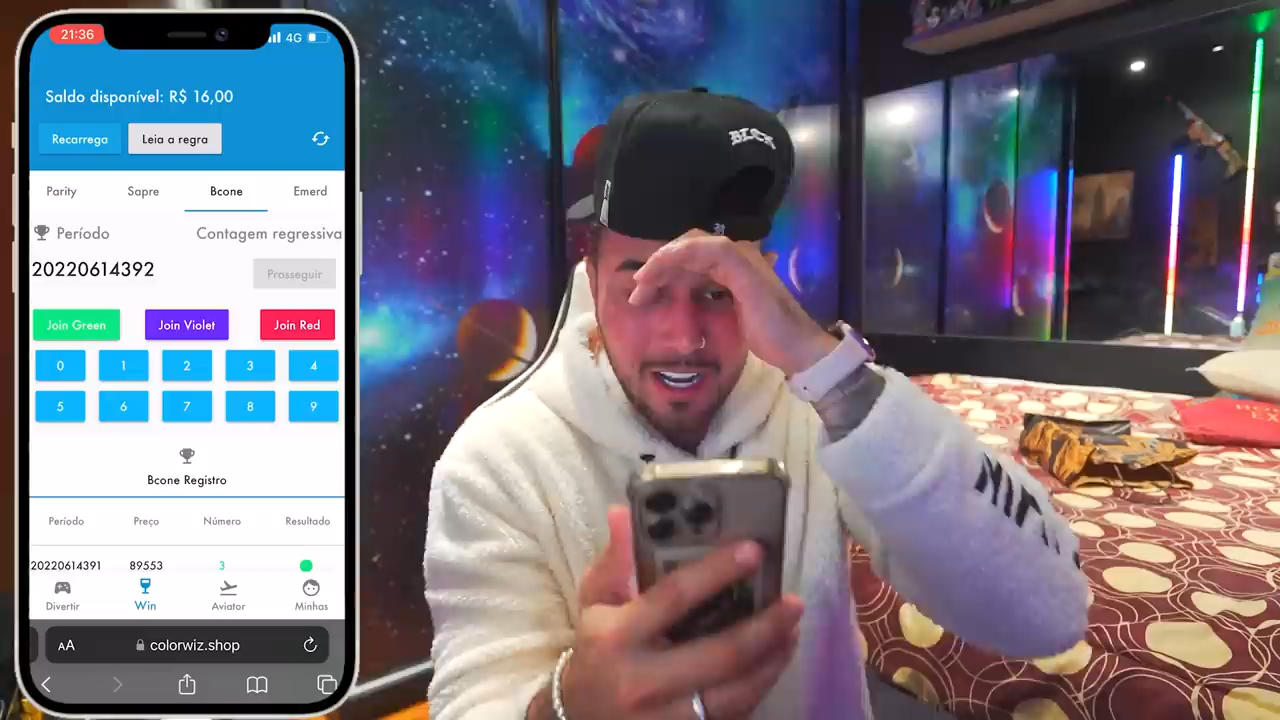 21:36
4G
Saldo disponível: R$ 16,00
Recarrega
Leia a regra
Parity
Sapre
Bcone
Emerd
Período
Contagem regressiva
20220614392
Prosseguir
Join Green
Join Violet
Join Red
0 1 2 3 4
5 6 7 8 9
Bcone Registro
Período
Preço
Número
Resultado
20220614391
89553
3
Divertir
Win
Aviator
Minhas
AA
colorwiz.shop